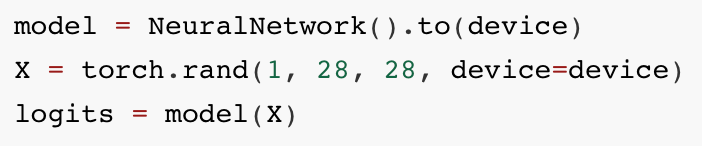 model = NeuralNetwork().to(device)
X = torch.rand(1, 28, 28, device=device)
logits = model(X)